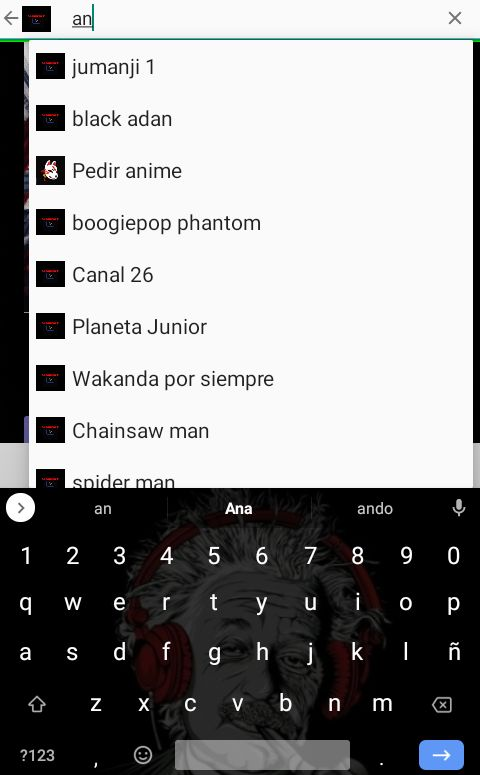 an
jumanji 1
black adan
Pedir anime
boogiepop phantom
Canal 26
Planeta Junior
Wakanda por siempre
Chainsaw man
spider man
an Ana ando
1 2 3 4 5 6 7 8 9 0
q w e r t y u i o p
a s d f g h j k l ñ
z x c v b n m
?123 , .